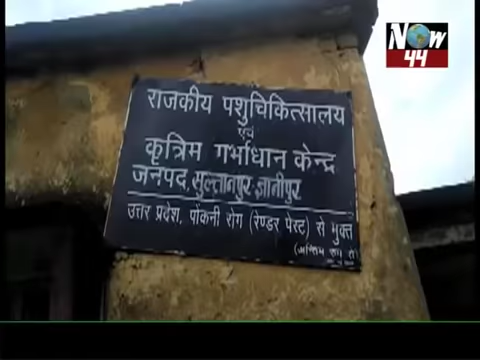 NOW
44
राजकीय पशुचिकित्सालय
एवं
कृत्रिम गर्भाधान केन्द्र
जनपद, सुल्तानपुर ज्ञानीपुर
उत्तर प्रदेश, पोंकनी रोग (रेण्डर पेस्ट) से मुक्त